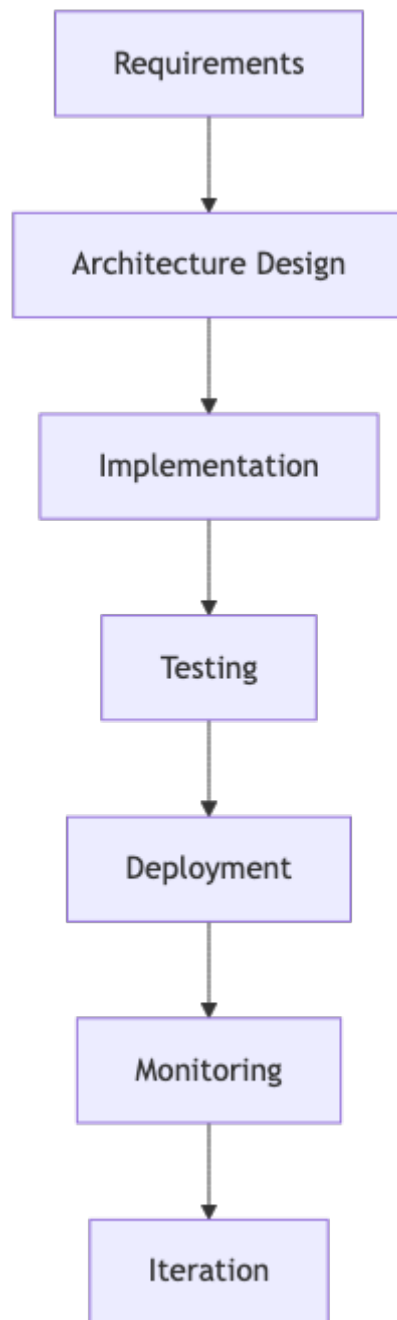 Requirements
Architecture Design
Implementation
Testing
Deployment
Monitoring
Iteration